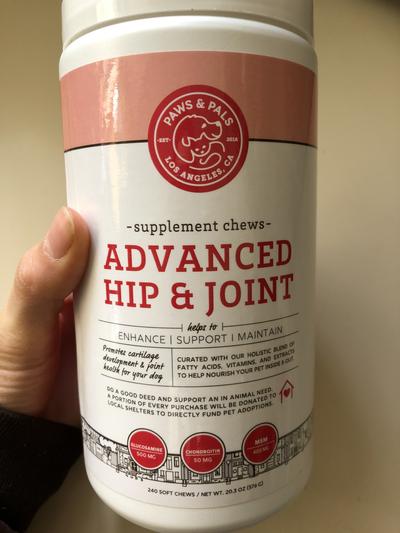 PAWS & PALS
-EST- 2014
LOS ANGELES, CA
-supplement chews-
ADVANCED
HIP & JOINT
helps to
ENHANCE | SUPPORT | MAINTAIN
Promotes cartilage
development & joint
health for your dog
CURATED WITH OUR HOLISTIC BLEND OF
FATTY ACIDS, VITAMINS, AND EXTRACTS
TO HELP NOURISH YOUR PET INSIDE & OUT.
DO A GOOD DEED AND SUPPORT AN IN ANIMAL NEED.
A PORTION OF EVERY PURCHASE WILL BE DONATED TO
LOCAL SHELTERS TO DIRECTLY FUND PET ADOPTIONS.
GLUCOSAMINE
500 MG
CHONDROITIN
50 MG
MSM
400 MG
240 SOFT CHEWS / NET WT. 20.3 OZ (576 G)